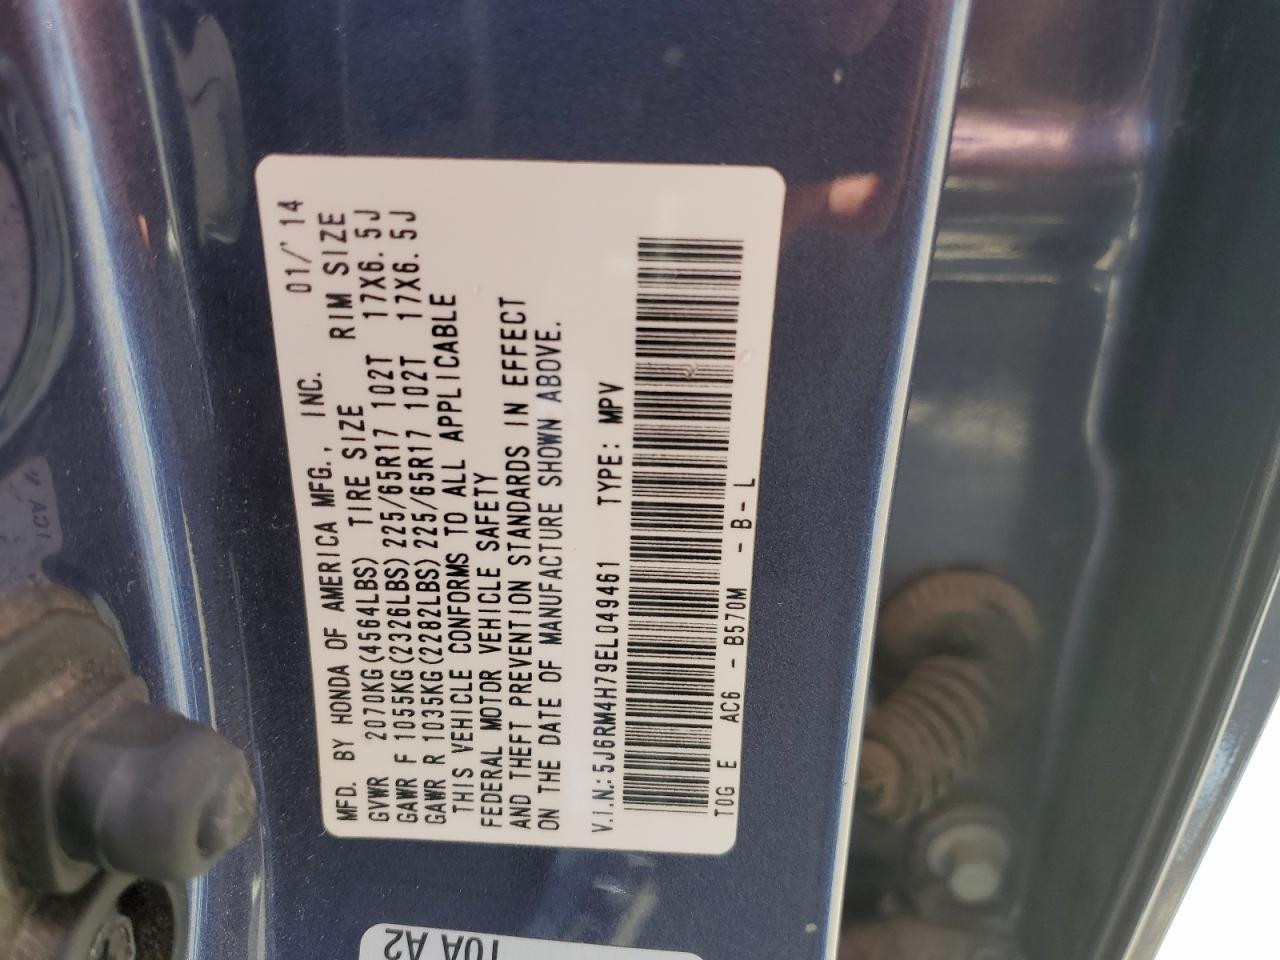 MFD. BY HONDA OF AMERICA MFG., INC. 01/'14
GVWR 2070KG(4564LBS) TIRE SIZE RIM SIZE
GAWR F 1055KG(2326LBS) 225/65R17 102T 17X6.5J
GAWR R 1035KG(2282LBS) 225/65R17 102T 17X6.5J
THIS VEHICLE CONFORMS TO ALL APPLICABLE
FEDERAL MOTOR VEHICLE SAFETY
AND THEFT PREVENTION STANDARDS IN EFFECT
ON THE DATE OF MANUFACTURE SHOWN ABOVE.
V.I.N.: 5J6RM4H79EL049461 TYPE: MPV
T0G E AC6 - B570M -B- L
10A A2